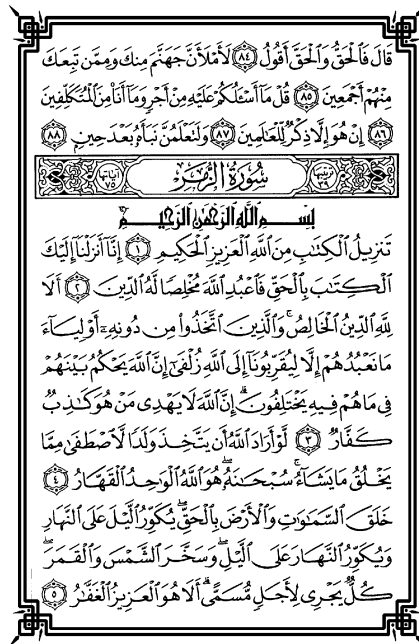 قَالَ فَالْحَقُّ وَالْحَقَّ أَقُولُ ٨٤ لَأَمْلَأَنَّ جَهَنَّمَ مِنكَ وَمِمَّن تَبِعَكَ
مِنْهُمْ أَجْمَعِينَ ٨٥ قُلْ مَا أَسْأَلُكُمْ عَلَيْهِ مِنْ أَجْرٍ وَمَا أَنَا مِنَ الْمُتَكَلِّفِينَ
٨٦ إِنْ هُوَ إِلَّا ذِكْرٌ لِّلْعَالَمِينَ ٨٧ وَلَتَعْلَمُنَّ نَبَأَهُ بَعْدَ حِينٍ ٨٨
ترتيبها ٣٩ سُورَةُ الزُّمَرِ آياتها ٧٥
بِسْمِ اللَّهِ الرَّحْمَٰنِ الرَّحِيمِ
تَنزِيلُ الْكِتَابِ مِنَ اللَّهِ الْعَزِيزِ الْحَكِيمِ ١ إِنَّا أَنزَلْنَا إِلَيْكَ
الْكِتَابَ بِالْحَقِّ فَاعْبُدِ اللَّهَ مُخْلِصًا لَّهُ الدِّينَ ٢ أَلَا
لِلَّهِ الدِّينُ الْخَالِصُ ۚ وَالَّذِينَ اتَّخَذُوا مِن دُونِهِ أَوْلِيَاءَ
مَا نَعْبُدُهُمْ إِلَّا لِيُقَرِّبُونَا إِلَى اللَّهِ زُلْفَىٰ إِنَّ اللَّهَ يَحْكُمُ بَيْنَهُمْ
فِي مَا هُمْ فِيهِ يَخْتَلِفُونَ ۗ إِنَّ اللَّهَ لَا يَهْدِي مَنْ هُوَ كَاذِبٌ
كَفَّارٌ ٣ لَّوْ أَرَادَ اللَّهُ أَن يَتَّخِذَ وَلَدًا لَّاصْطَفَىٰ مِمَّا
يَخْلُقُ مَا يَشَاءُ ۚ سُبْحَانَهُ ۖ هُوَ اللَّهُ الْوَاحِدُ الْقَهَّارُ ٤
خَلَقَ السَّمَاوَاتِ وَالْأَرْضَ بِالْحَقِّ ۖ يُكَوِّرُ اللَّيْلَ عَلَى النَّهَارِ
وَيُكَوِّرُ النَّهَارَ عَلَى اللَّيْلِ ۖ وَسَخَّرَ الشَّمْسَ وَالْقَمَرَ ۖ
كُلٌّ يَجْرِي لِأَجَلٍ مُّسَمًّى ۗ أَلَا هُوَ الْعَزِيزُ الْغَفَّارُ ٥